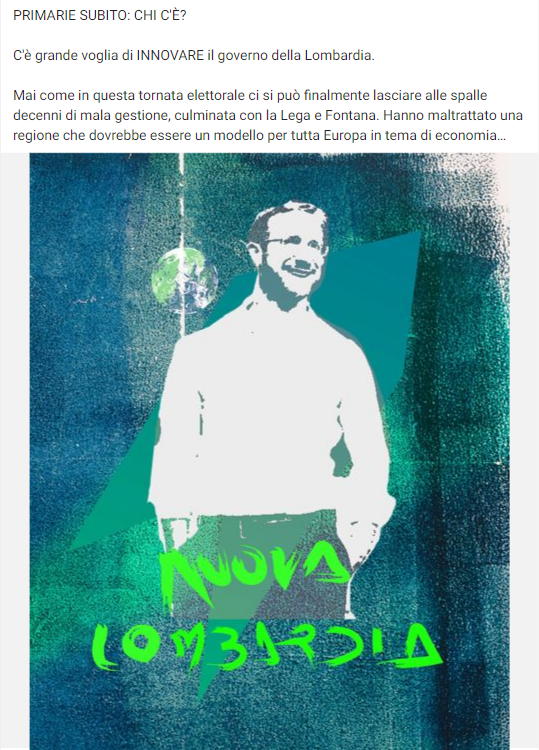 PRIMARIE SUBITO: CHI C'È?
C'è grande voglia di INNOVARE il governo della Lombardia.
Mai come in questa tornata elettorale ci si può finalmente lasciare alle spalle
decenni di mala gestione, culminata con la Lega e Fontana. Hanno maltrattato una
regione che dovrebbe essere un modello per tutta Europa in tema di economia...
NUOVA
LOMBARDIA